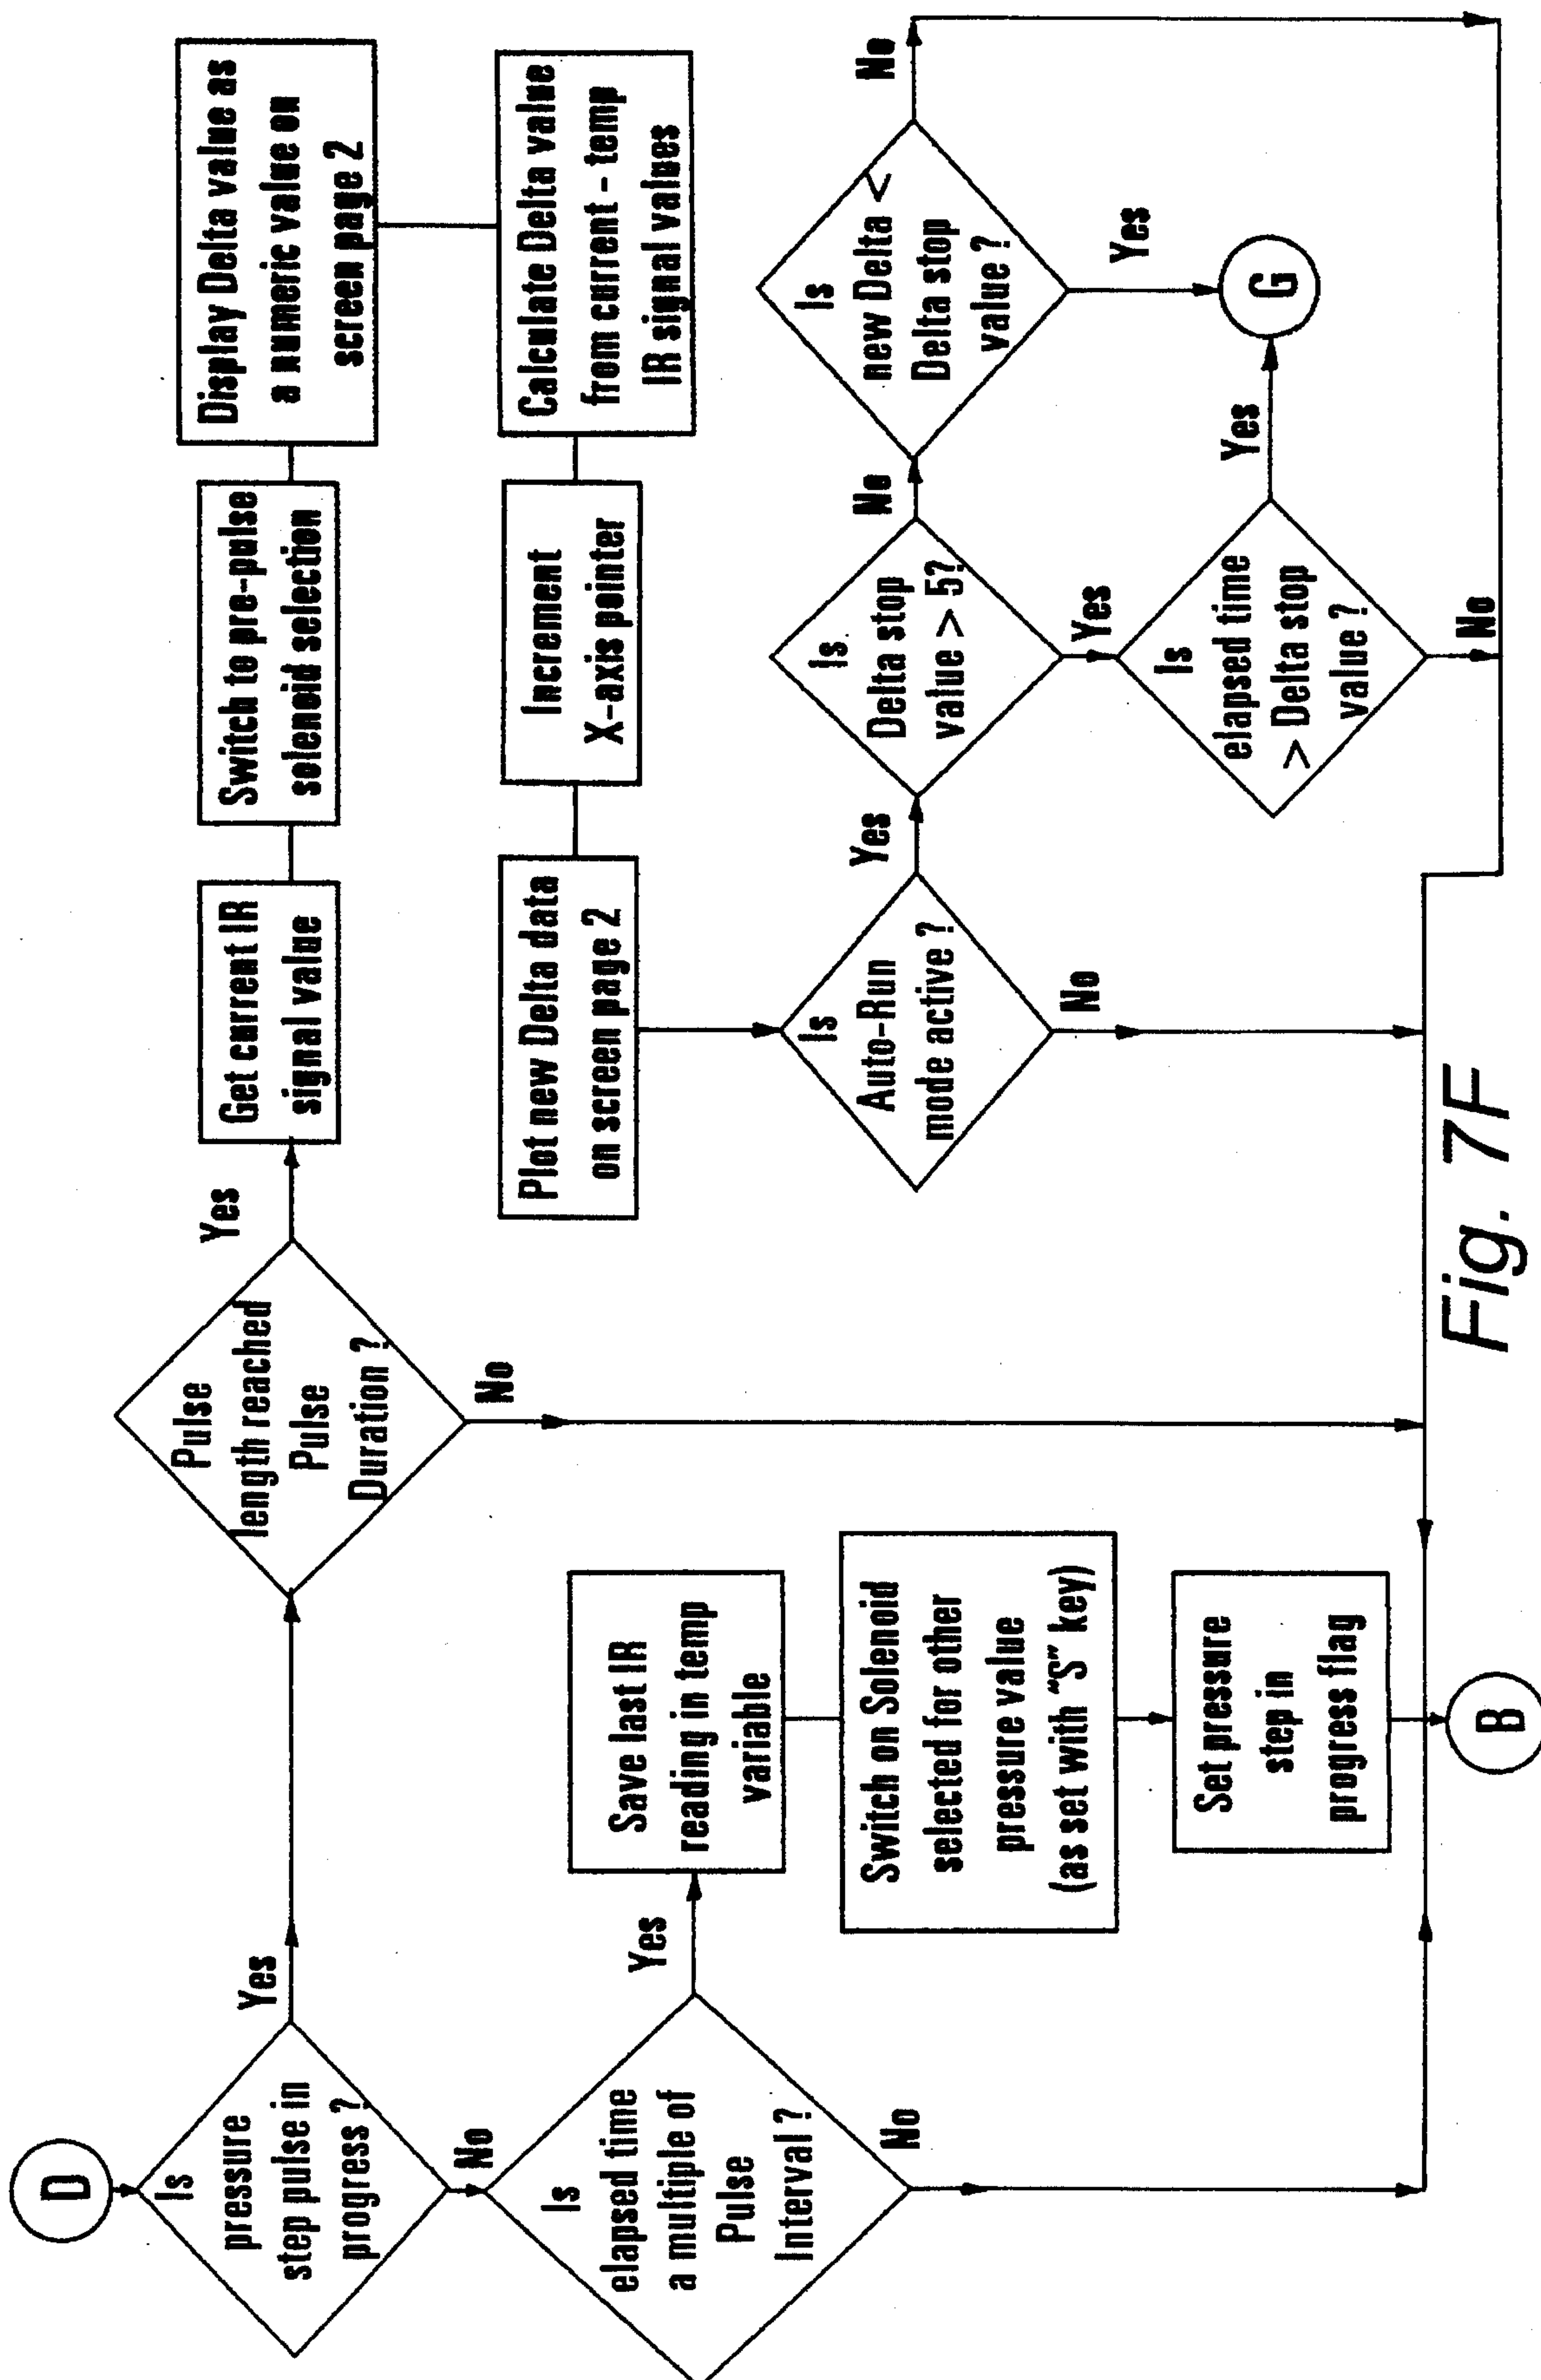 D
Is
pressure
step pulse in
progress ?
Yes
No
Pulse
length reached
Pulse
Duration ?
Yes
No
Get current IR
signal value
Switch to pre-pulse
solenoid selection
Display Delta value as
a numeric value on
screen page 2
Calculate Delta value
from current - temp
IR signal values
Increment
X-axis pointer
Plot new Delta data
on screen page 2
Is
Auto-Run
mode active ?
Yes
No
Is
Delta stop
value > 5?
No
Yes
Is
new Delta <
Delta stop
value ?
No
Yes
Is
elapsed time
> Delta stop
value ?
Yes
No
G
Is
elapsed time
a multiple of
Pulse
Interval ?
Yes
No
Save last IR
reading in temp
variable
Switch on Solenoid
selected for other
pressure value
(as set with "S" key)
Set pressure
step in
progress flag
B
Fig. 7F